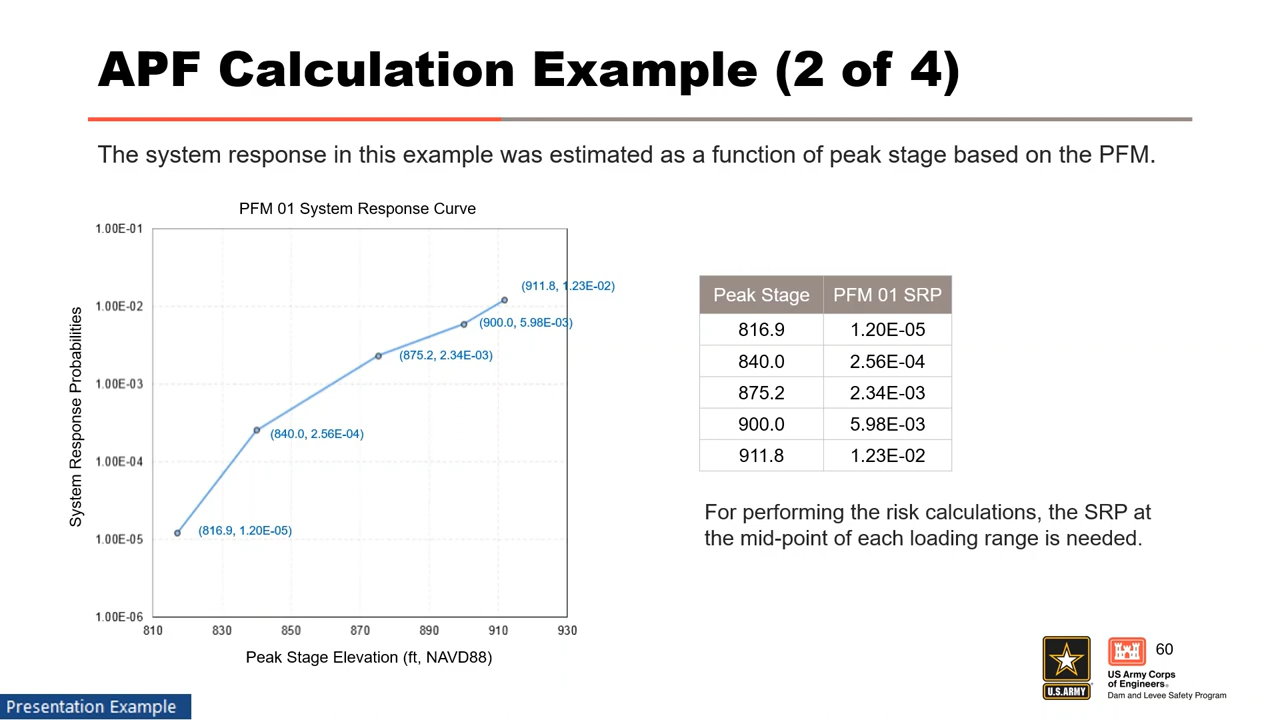 APF Calculation Example (2 of 4)
The system response in this example was estimated as a function of peak stage based on the PFM.
PFM 01 System Response Curve
1.00E-01
1.00E-02
1.00E-03
1.00E-04
1.00E-05
1.00E-06
System Response Probabilities
(911.8, 1.23E-02)
(900.0, 5.98E-03)
(875.2, 2.34E-03)
(840.0, 2.56E-04)
(816.9, 1.20E-05)
810 830 850 870 890 910 930
Peak Stage Elevation (ft, NAVD88)
Peak Stage PFM 01 SRP
816.9 1.20E-05
840.0 2.56E-04
875.2 2.34E-03
900.0 5.98E-03
911.8 1.23E-02
For performing the risk calculations, the SRP at
the mid-point of each loading range is needed.
U.S.ARMY
US Army Corps
of Engineers®
Dam and Levee Safety Program
60
Presentation Example